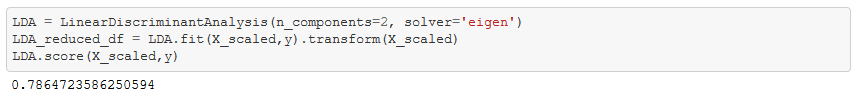 LDA = LinearDiscriminantAnalysis(n_components=2, solver='eigen')
LDA_reduced_df = LDA.fit(X_scaled,y).transform(X_scaled)
LDA.score(X_scaled,y)
0.7864723586250594